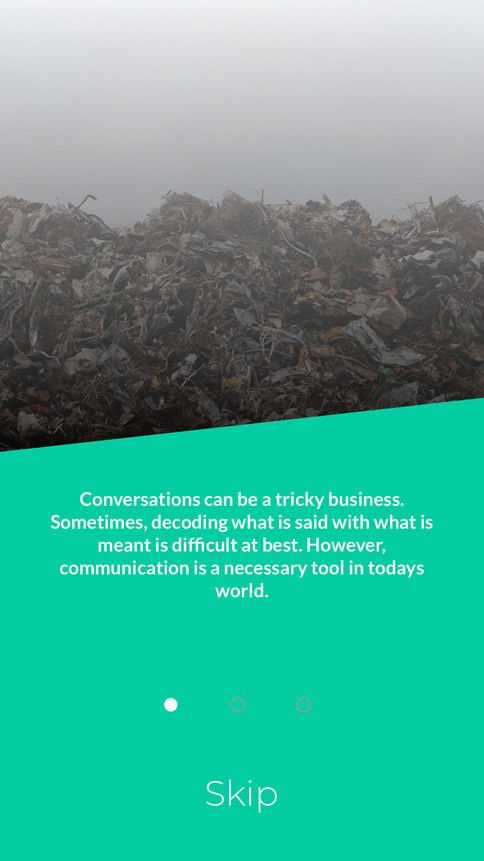 Conversations can be a tricky business.
Sometimes, decoding what is said with what is
meant is difficult at best. However,
communication is a necessary tool in todays
world.
Skip